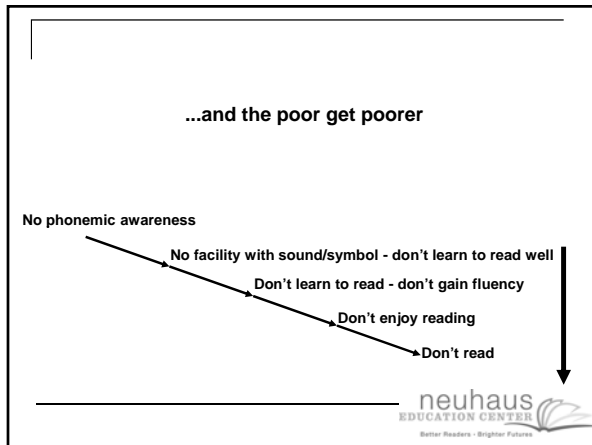 ...and the poor get poorer
No phonemic awareness
No facility with sound/symbol - don't learn to read well
Don't learn to read - don't gain fluency
Don't enjoy reading
Don't read
neuhaus
EDUCATION CENTER
Better Readers - Brighter Futures